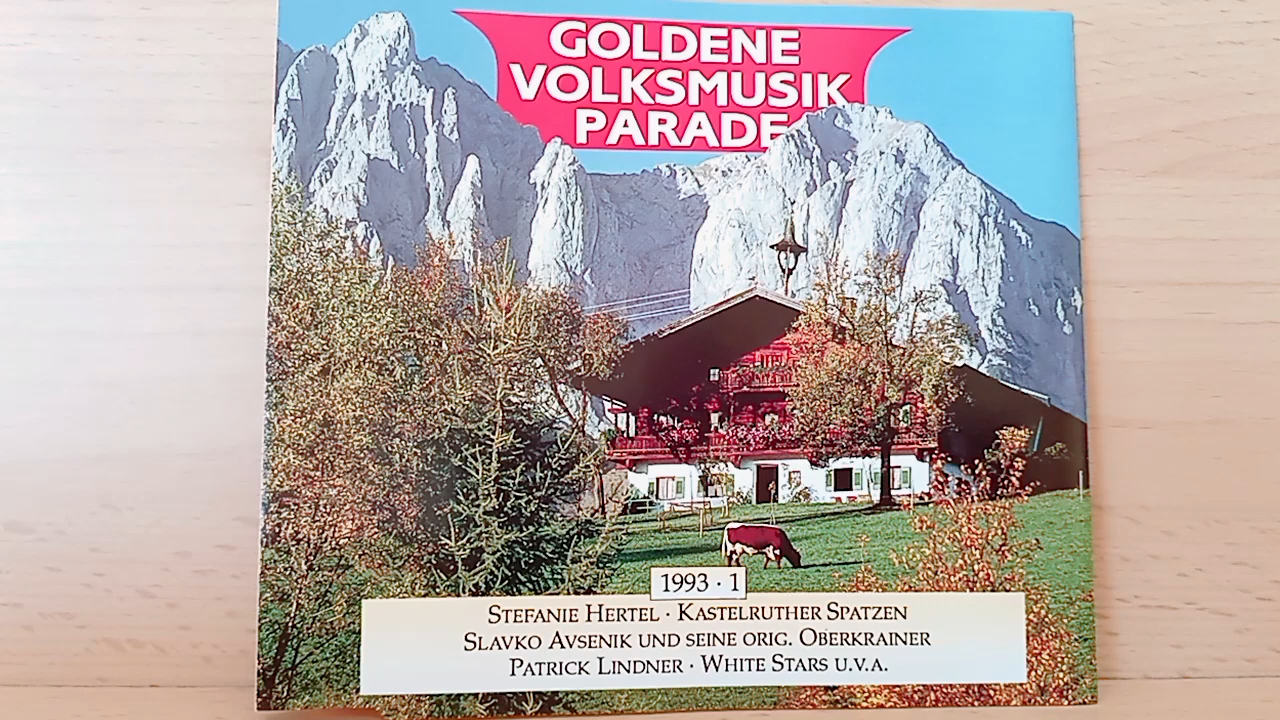 GOLDENE
VOLKSMUSIK
PARADE
1993 · 1
STEFANIE HERTEL · KASTELRUTHER SPATZEN
SLAVKO AVSENIK UND SEINE ORIG. OBERKRAINER
PATRICK LINDNER · WHITE STARS U.V.A.